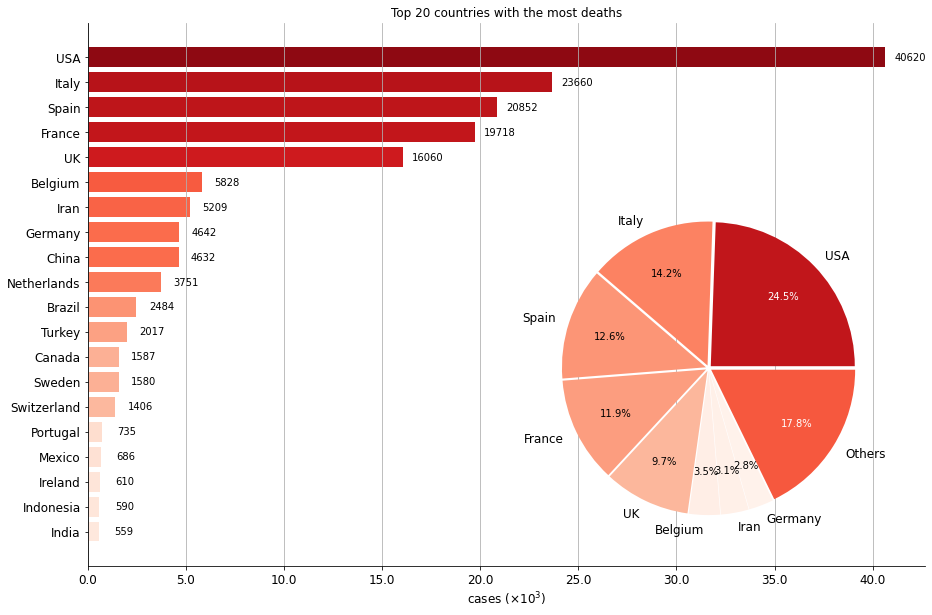 Top 20 countries with the most deaths
USA 40620
Italy 23660
Spain 20852
France 19718
UK 16060
Belgium 5828
Iran 5209
Germany 4642
China 4632
Netherlands 3751
Brazil 2484
Turkey 2017
Canada 1587
Sweden 1580
Switzerland 1406
Portugal 735
Mexico 686
Ireland 610
Indonesia 590
India 559
0.0 5.0 10.0 15.0 20.0 25.0 30.0 35.0 40.0
cases (×10³)
USA
24.5%
Italy
14.2%
Spain
12.6%
France
11.9%
UK
9.7%
Belgium
3.5%
Iran
3.1%
Germany
2.8%
Others
17.8%